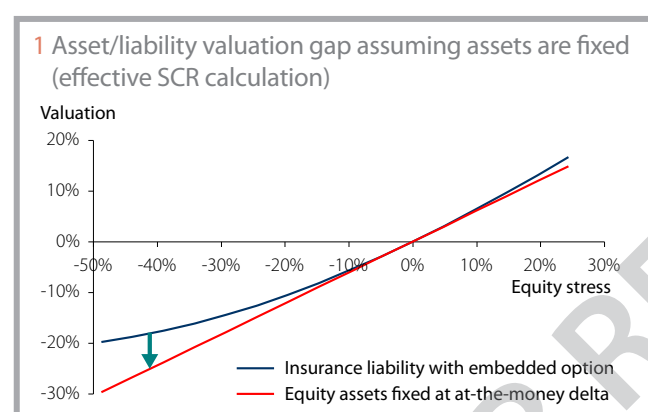 1 Asset/liability valuation gap assuming assets are fixed
(effective SCR calculation)
Valuation
20%
10%
0%
-50% -40% -30% -20% -10% 0% 10% 20% 30%
Equity stress
-10%
-20%
Insurance liability with embedded option
Equity assets fixed at at-the-money delta
-30%